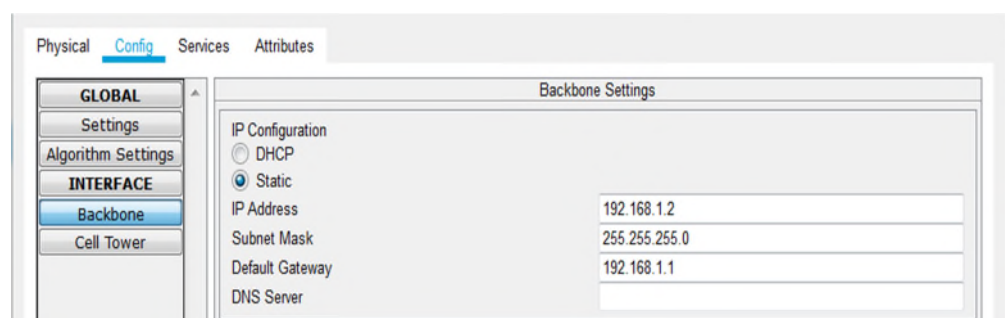 Physical Config Services Attributes
GLOBAL
Settings
Algorithm Settings
INTERFACE
Backbone
Cell Tower
Backbone Settings
IP Configuration
DHCP
Static
IP Address 192.168.1.2
Subnet Mask 255.255.255.0
Default Gateway 192.168.1.1
DNS Server